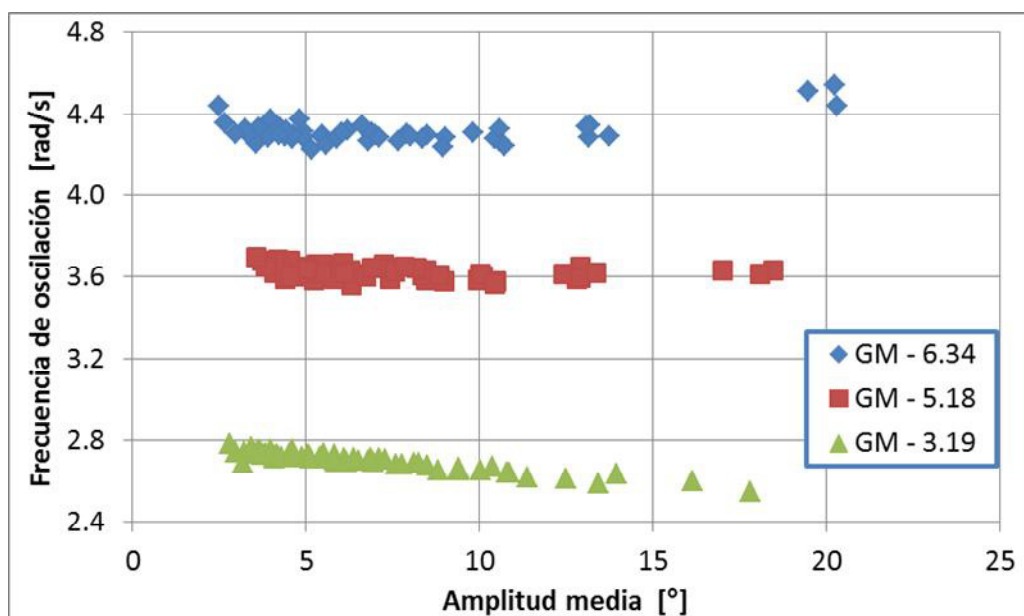 4.8
4.4
4.0
3.6
3.2
2.8
2.4
Frecuencia de oscilación [rad/s]
GM - 6.34
GM - 5.18
GM - 3.19
0 5 10 15 20 25
Amplitud media [°]